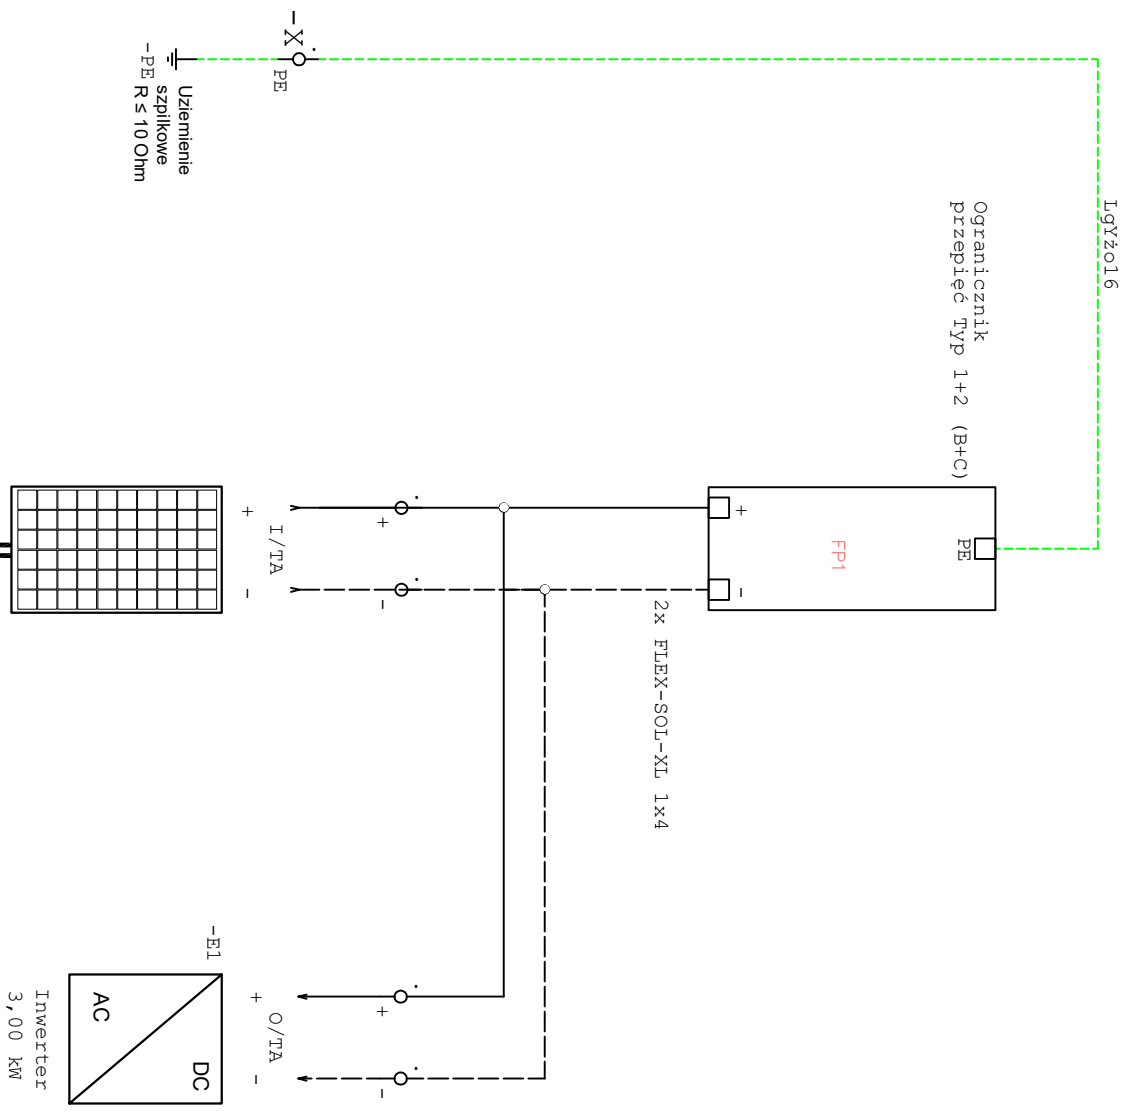 LgYżo16
Ogranicznik
przepięć Typ 1+2 (B+C)
PE
FP1
+
-
2x FLEX-SOL-XL 1x4
-X
PE
-PE
Uziemienie
szpilkowe
R ≤ 10 Ohm
+
-
+ I/TA -
+
-
+ O/TA -
-E1
DC
AC
Inwerter
3,00 kW